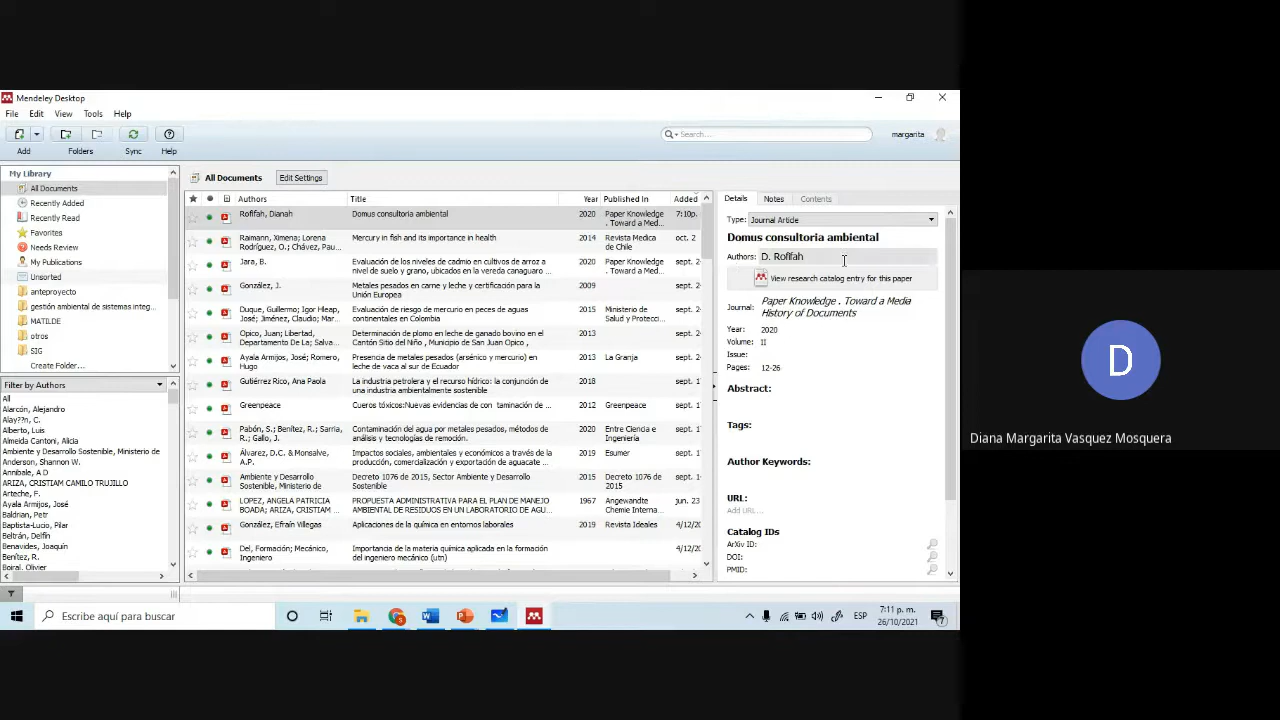 Mendeley Desktop
File Edit View Tools Help
Search...
margarita
Add Folders Sync Help
My Library
All Documents
Recently Added
Recently Read
Favorites
Needs Review
My Publications
Unsorted
anteproyecto
gestión ambiental de sistemas integ...
MATILDE
otros
SIG
Create Folder...
Filter by Authors
All
Alarcón, Alejandro
Alay??n, C.
Alberto, Luis
Almeida Cantoni, Alicia
Ambiente y Desarrollo Sostenible, Ministerio de
Anderson, Shannon W.
Annibale, A D
ARIZA, CRISTIAM CAMILO TRUJILLO
Arteche, F.
Ayala Armijos, José
Baldrian, Petr
Baptista-Lucio, Pilar
Beltrán, Delfín
Benavides, Joaquín
Benítez, R.
Boiral, Olivier
All Documents Edit Settings
Authors Title Year Published In Added
Roffifah, Dianah Domus consultoria ambiental 2020 Paper Knowledge 7:10p.
. Toward a Med...
Raimann, Ximena; Lorena Mercury in fish and its importance in health 2014 Revista Medica oct. 2
Rodríguez, O.; Chávez, Pau... de Chile
Jara, B. Evaluación de los niveles de cadmio en cultivos de arroz a 2020 Paper Knowledge sept. 2
nivel de suelo y grano, ubicados en la vereda canaguaro... . Toward a Med...
González, J. Metales pesados en carne y leche y certificación para la 2009 sept. 2
Unión Europea
Duque, Guillermo; Igor Heap, Evaluación de riesgo de mercurio en peces de aguas 2015 Ministerio de sept. 2
José; Jiménez, Claudio; Mar... continentales en Colombia Salud y Protecci...
Opico, Juan; Libertad, Determinación de plomo en leche de ganado bovino en el 2013 sept. 2
Departamento De La; Salva... Cantón Sitio del Niño , Municipio de San Juan Opico ,
Ayala Armijos, José; Romero, Presencia de metales pesados (arsénico y mercurio) en 2013 La Granja sept. 2
Hugo leche de vaca al sur de Ecuador
Gutiérrez Rico, Ana Paola La industria petrolera y el recurso hídrico: la conjunción de 2018 sept. 1
una industria ambientalmente sostenible
Greenpeace Cueros tóxicos:Nuevas evidencias de con taminación de ... 2012 Greenpeace sept. 1
Pabón, S.; Benítez, R.; Sarria, Contaminación del agua por metales pesados, métodos de 2020 Entre Ciencia e sept. 1
R.; Gallo, J. análisis y tecnologías de remoción. Ingeniería
Álvarez, D.C. & Monsalve, Impactos sociales, ambientales y económicos a través de la 2019 Esumer sept. 1
A.P. producción, comercialización y exportación de aguacate ...
Ambiente y Desarrollo Decreto 1076 de 2015, Sector Ambiente y Desarrollo 2015 Decreto 1076 de sept. 1
Sostenible, Ministerio de Sostenible 2015
LOPEZ, ANGELA PATRICIA PROPUESTA ADMINISTRATIVA PARA EL PLAN DE MANEJO 1967 Angewandte jun. 23
BOADA; ARIZA, CRISTIAM ... AMBIENTAL DE RESIDUOS EN UN LABORATORIO DE AGU... Chemie Interna...
González, Efraín Villegas Aplicaciones de la química en entornos laborales 2019 Revista Ideales 4/12/20
Del, Formación; Mecánico, Importancia de la materia química aplicada en la formación 4/12/20
Ingeniero del ingeniero mecánico (utn)
Details Notes Contents
Type: Journal Article
Domus consultoria ambiental
Authors: D. Roffifah
View research catalog entry for this paper
Journal: Paper Knowledge . Toward a Media
History of Documents
Year: 2020
Volume: II
Issue:
Pages: 12-26
Abstract:
Tags:
Author Keywords:
URL:
Add URL...
Catalog IDs
ArXiv ID:
DOI:
PMID:
D
Diana Margarita Vasquez Mosquera
Escribe aquí para buscar
ESP
7:11 p. m.
26/10/2021
7